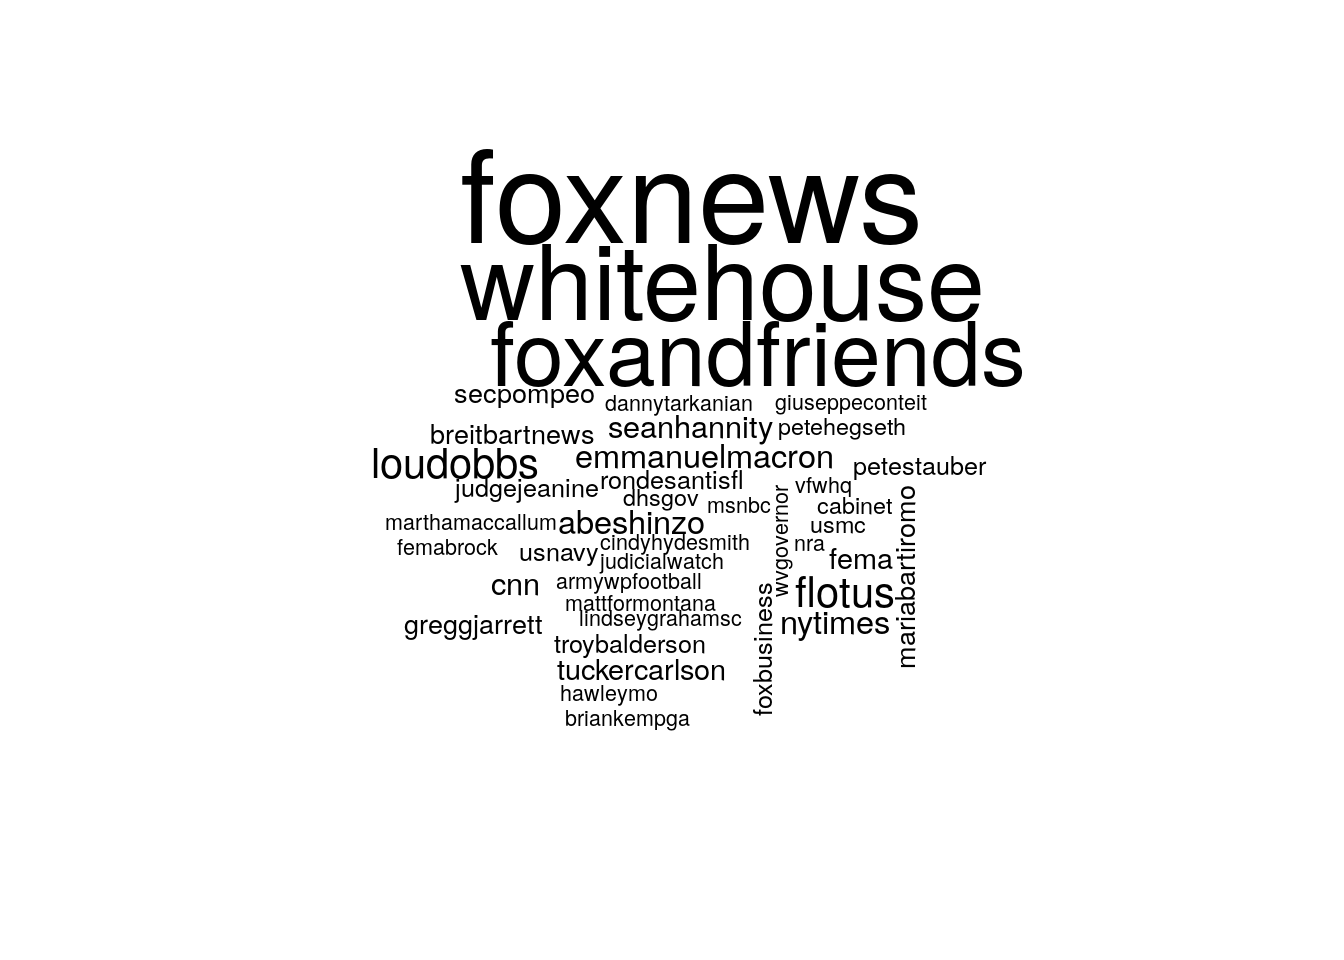 foxnews
whitehouse
foxandfriends
secpompeo
dannytarkanian
giuseppeconteit
breitbartnews
seanhannity
petehegseth
loudobbs
emmanuelmacron
petestauber
judgejeanine
rondesantisfl
vfwhq
dhsgov
msnbc
cabinet
marthamaccallum
abeshinzo
usmc
wvgovernor
mariabartiromo
femabrock
usnavy
cindyhydesmith
nra
judicialwatch
fema
cnn
armywpfootball
flotus
mattformontana
lindseygrahamsc
nytimes
greggjarrett
foxbusiness
troybalderson
tuckercarlson
hawleymo
briankempga